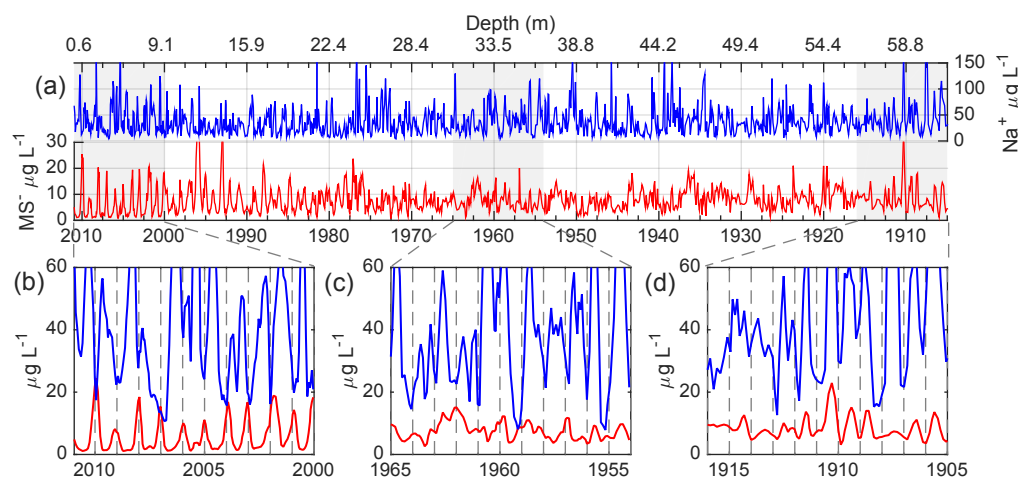 Depth (m)
0.6 9.1 15.9 22.4 28.4 33.5 38.8 44.2 49.4 54.4 58.8
(a)
150
100
50
0
Na⁺ µg L⁻¹
30
20
10
0
MS⁻ µg L⁻¹
2010 2000 1990 1980 1970 1960 1950 1940 1930 1920 1910
(b) (c) (d)
60 60 60
40 40 40
20 20 20
0 0 0
µg L⁻¹ µg L⁻¹ µg L⁻¹
2010 2005 2000 1965 1960 1955 1915 1910 1905